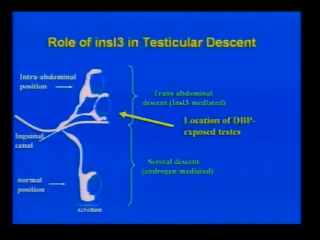 Role of insl3 in Testicular Descent
Intra-abdominal
position
Trans-abdominal
descent (Insl3-mediated)
Location of DBP-
exposed testes
Inguinal
canal
Scrotal descent
(androgen-mediated)
normal
position
scrotum